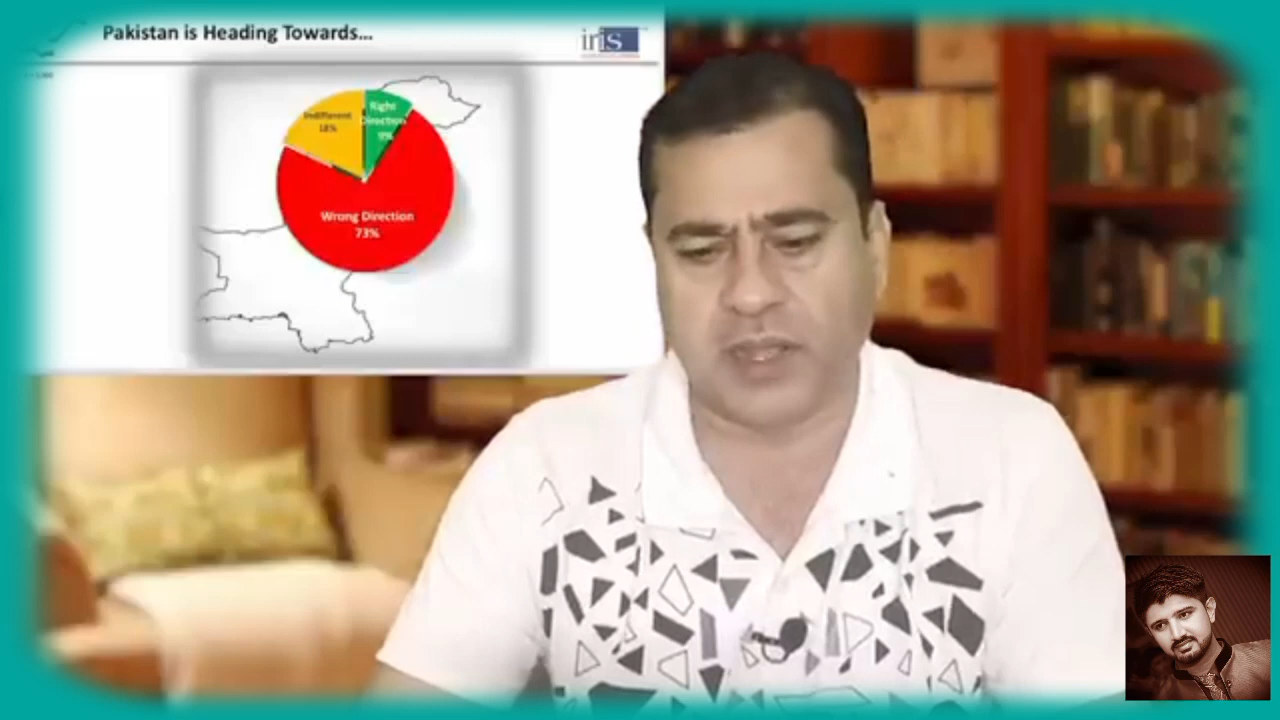 Pakistan is Heading Towards...
iris
Indifferent
18%
Right
Direction
9%
Wrong Direction
73%